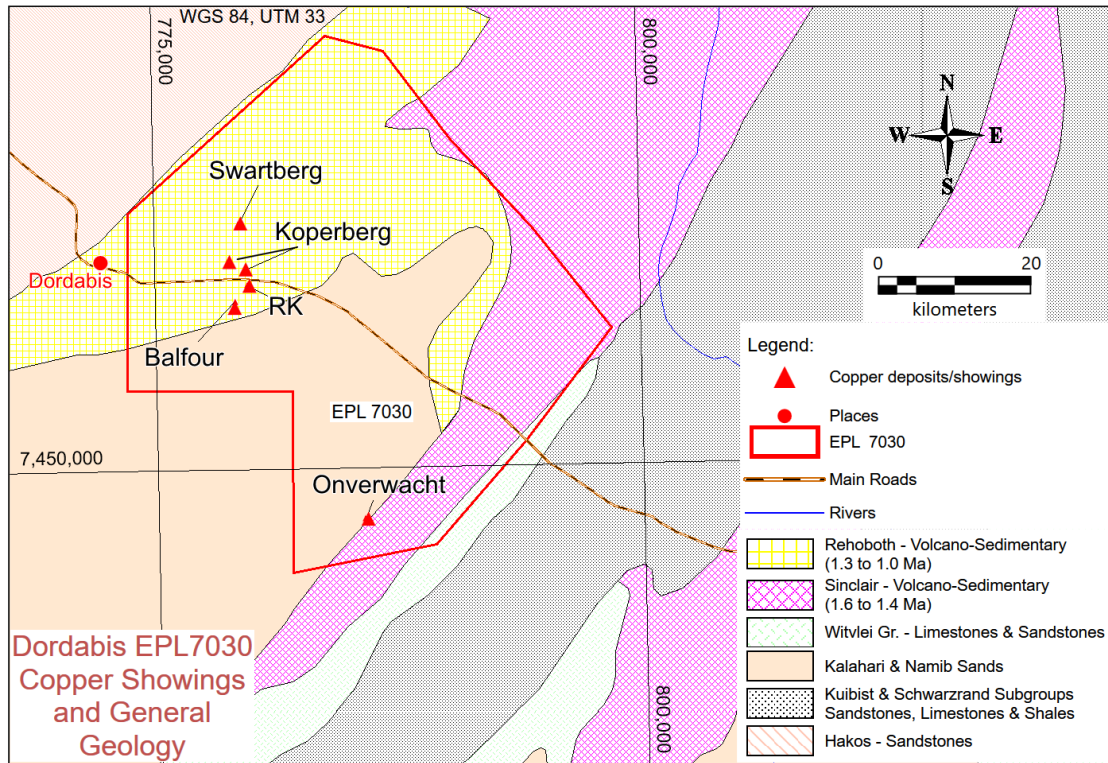 WGS 84, UTM 33
775,000
800,000
N
W
E
S
Swartberg
Koperberg
Dordabis
RK
Balfour
0
20
kilometers
EPL 7030
7,450,000
Onverwacht
800,000
Legend:
Copper deposits/showings
Places
EPL 7030
Main Roads
Rivers
Rehoboth - Volcano-Sedimentary
(1.3 to 1.0 Ma)
Sinclair - Volcano-Sedimentary
(1.6 to 1.4 Ma)
Witvlei Gr. - Limestones & Sandstones
Kalahari & Namib Sands
Kuibist & Schwarzrand Subgroups
Sandstones, Limestones & Shales
Hakos - Sandstones
Dordabis EPL7030
Copper Showings
and General
Geology